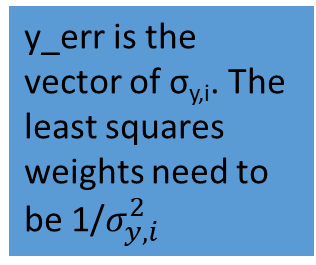 y_err is the
vector of σy,i. The
least squares
weights need to
be 1/σ²y,i